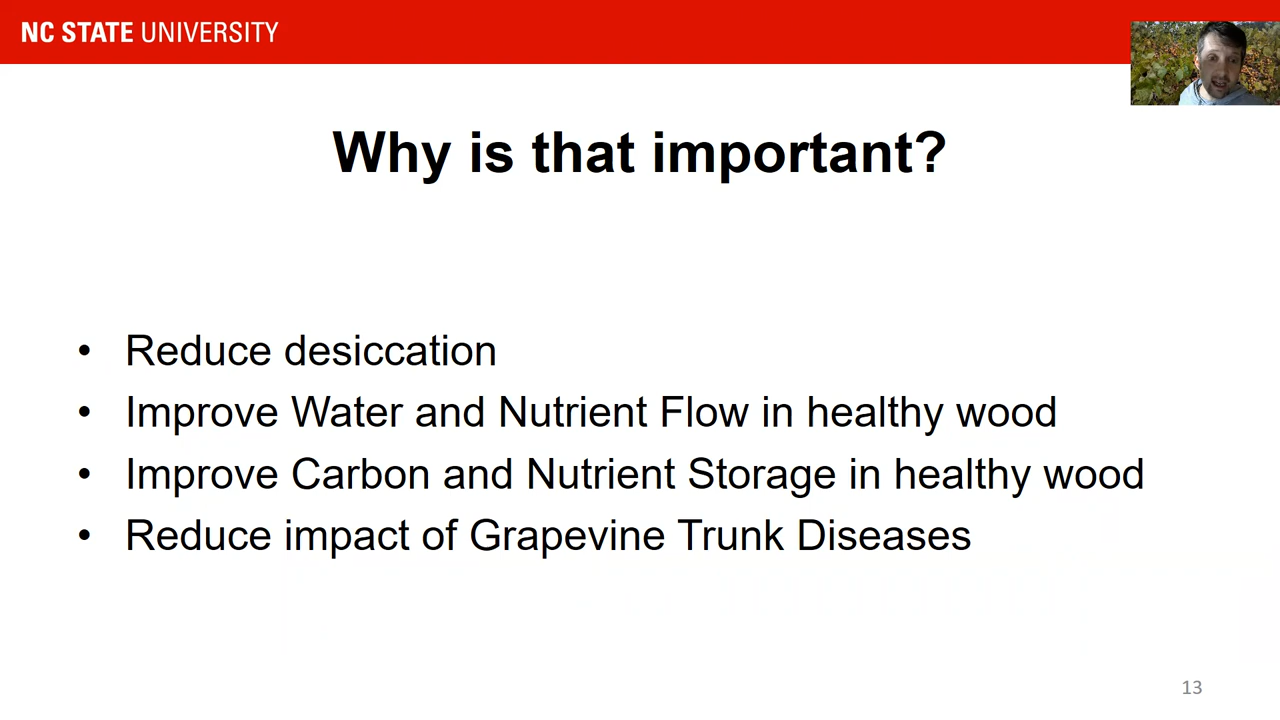 NC STATE UNIVERSITY
Why is that important?
• Reduce desiccation
• Improve Water and Nutrient Flow in healthy wood
• Improve Carbon and Nutrient Storage in healthy wood
• Reduce impact of Grapevine Trunk Diseases
13